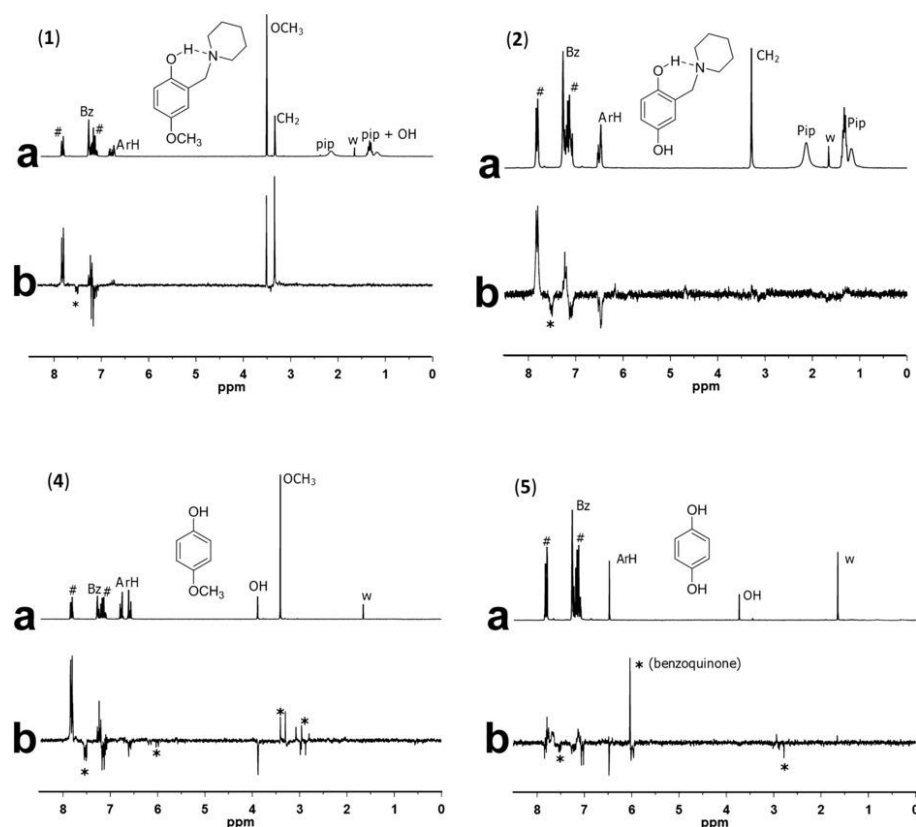 (1)
OCH₃
O
H
N
OCH₃
#
Bz
#
ArH
CH₂
pip
w
pip + OH
a
b
*
8 7 6 5 4 3 2 1 0
ppm
(2)
Bz
#
#
ArH
O
H
N
OH
CH₂
Pip
w
Pip
a
b
*
8 7 6 5 4 3 2 1 0
ppm
(4)
OH
OCH₃
OCH₃
#
Bz
#
ArH
OH
w
a
b
*
*
*
*
8 7 6 5 4 3 2 1 0
ppm
(5)
Bz
#
#
ArH
OH
OH
OH
w
a
* (benzoquinone)
b
*
*
8 7 6 5 4 3 2 1 0
ppm